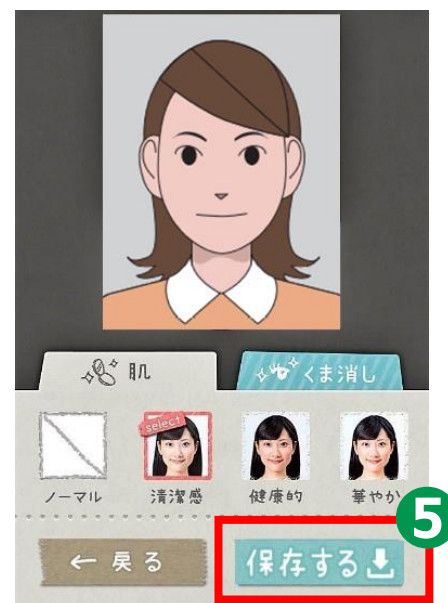 肌
くま消し
select
ノーマル
清潔感
健康的
華やか
← 戻る
保存する
5